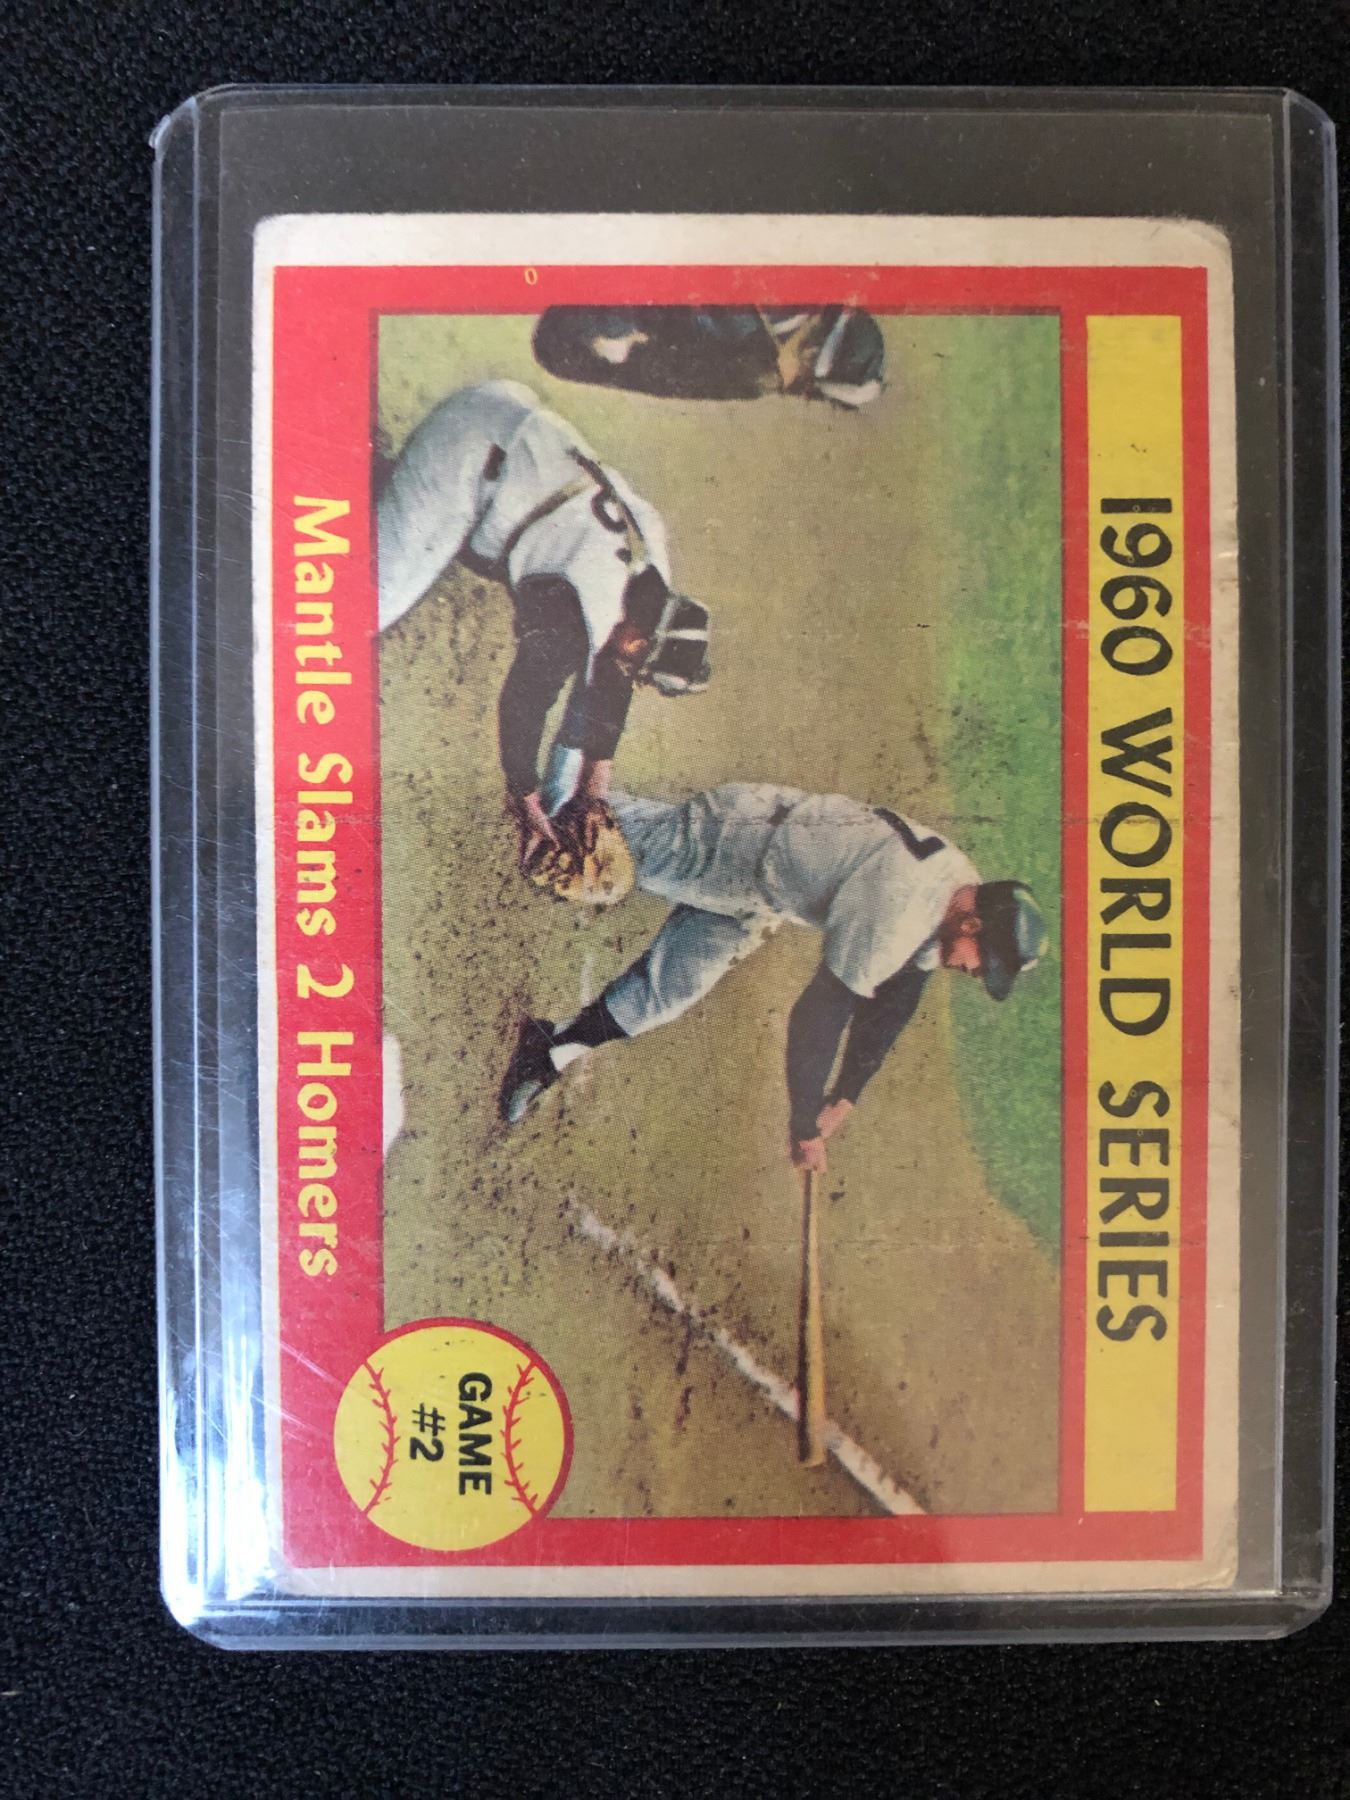 1960 WORLD SERIES
Mantle Slams 2 Homers
GAME
#2